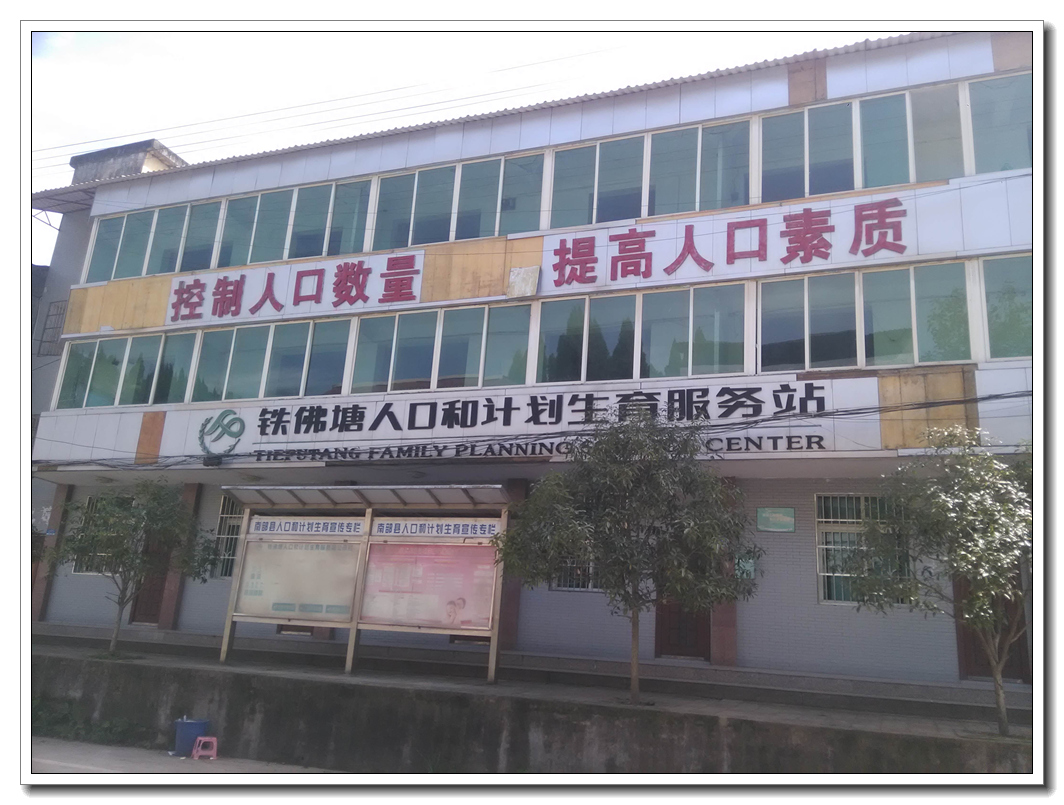 控制人口数量 提高人口素质
铁佛塘人口和计划生育服务站
TIEFUTANG FAMILY PLANNING CENTER
南部县人口和计划生育宣传专栏
南部县人口和计划生育宣传专栏